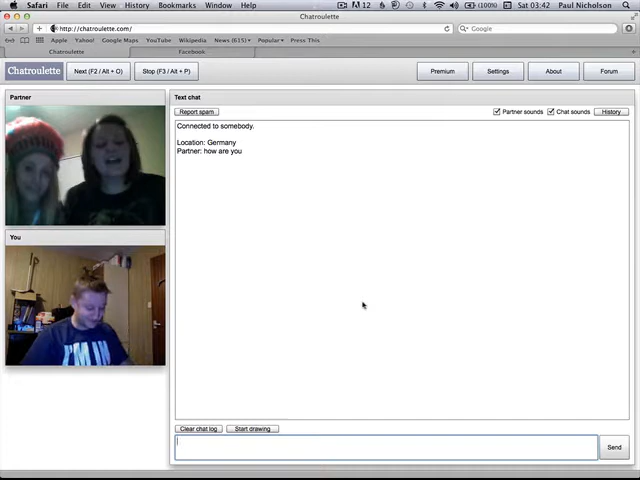 Safari File Edit View History Bookmarks Window Help 12 (100%) Sat 03:42 Paul Nicholson
Chatroulette
http://chatroulette.com/ Google
Apple Yahoo! Google Maps YouTube Wikipedia News (615) Popular Press This
Chatroulette Facebook
Chatroulette Next (F2 / Alt + O) Stop (F3 / Alt + P) Premium Settings About Forum
Partner
Text chat
Report spam Partner sounds Chat sounds History
Connected to somebody.
Location: Germany
Partner: how are you
You
I'M IN
Clear chat log Start drawing
Send